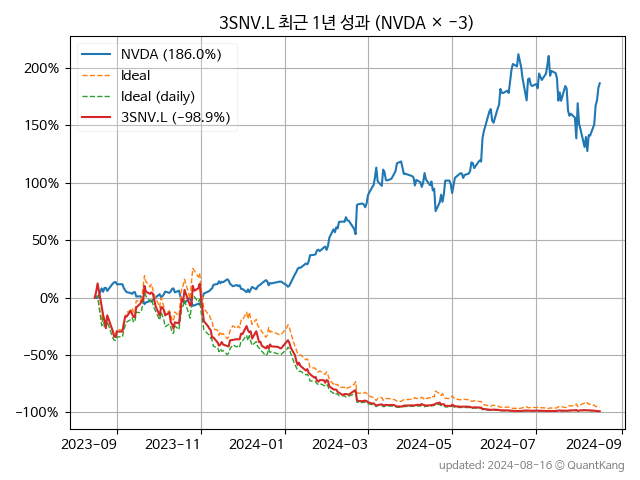 3SNV.L 최근 1년 성과 (NVDA × −3)
NVDA (186.0%)
Ideal
Ideal (daily)
3SNV.L (−98.9%)
200%
150%
100%
50%
0%
−50%
−100%
2023-09
2023-11
2024-01
2024-03
2024-05
2024-07
2024-09
updated: 2024-08-16 © QuantKang